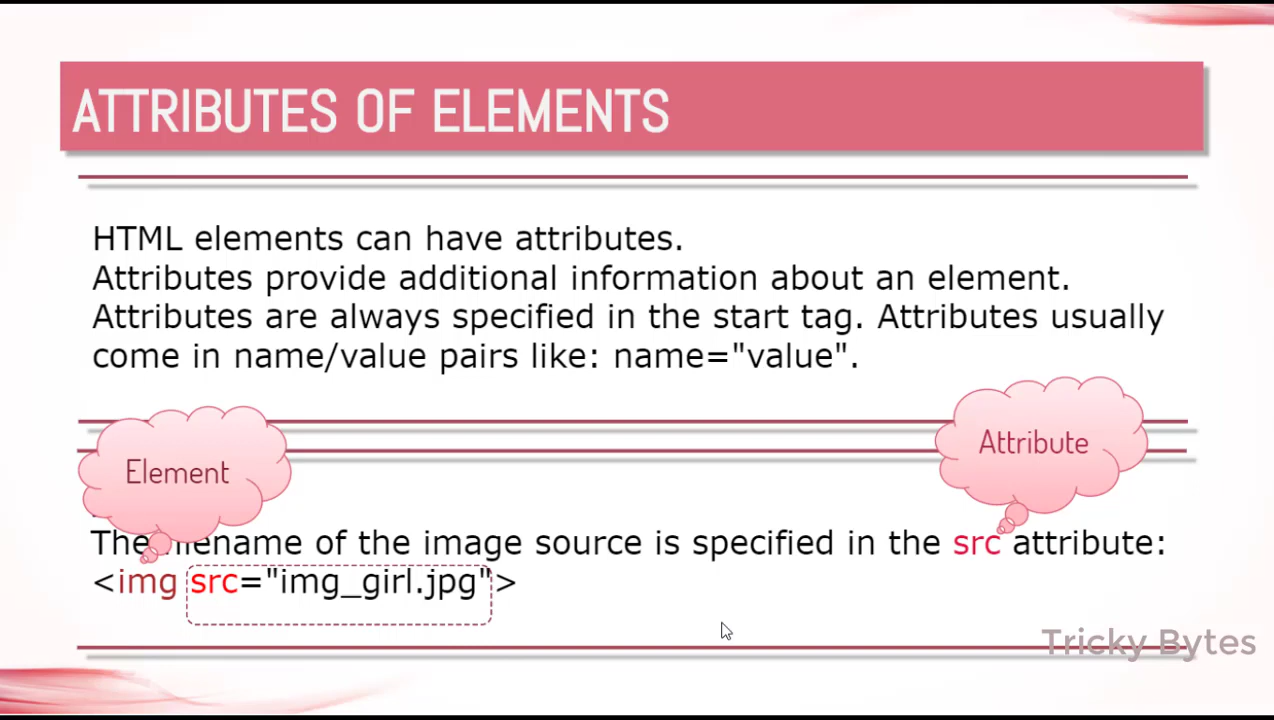 ATTRIBUTES OF ELEMENTS
HTML elements can have attributes.
Attributes provide additional information about an element.
Attributes are always specified in the start tag. Attributes usually
come in name/value pairs like: name="value".
Element
Attribute
The filename of the image source is specified in the src attribute:
<img src="img_girl.jpg">
Tricky Bytes